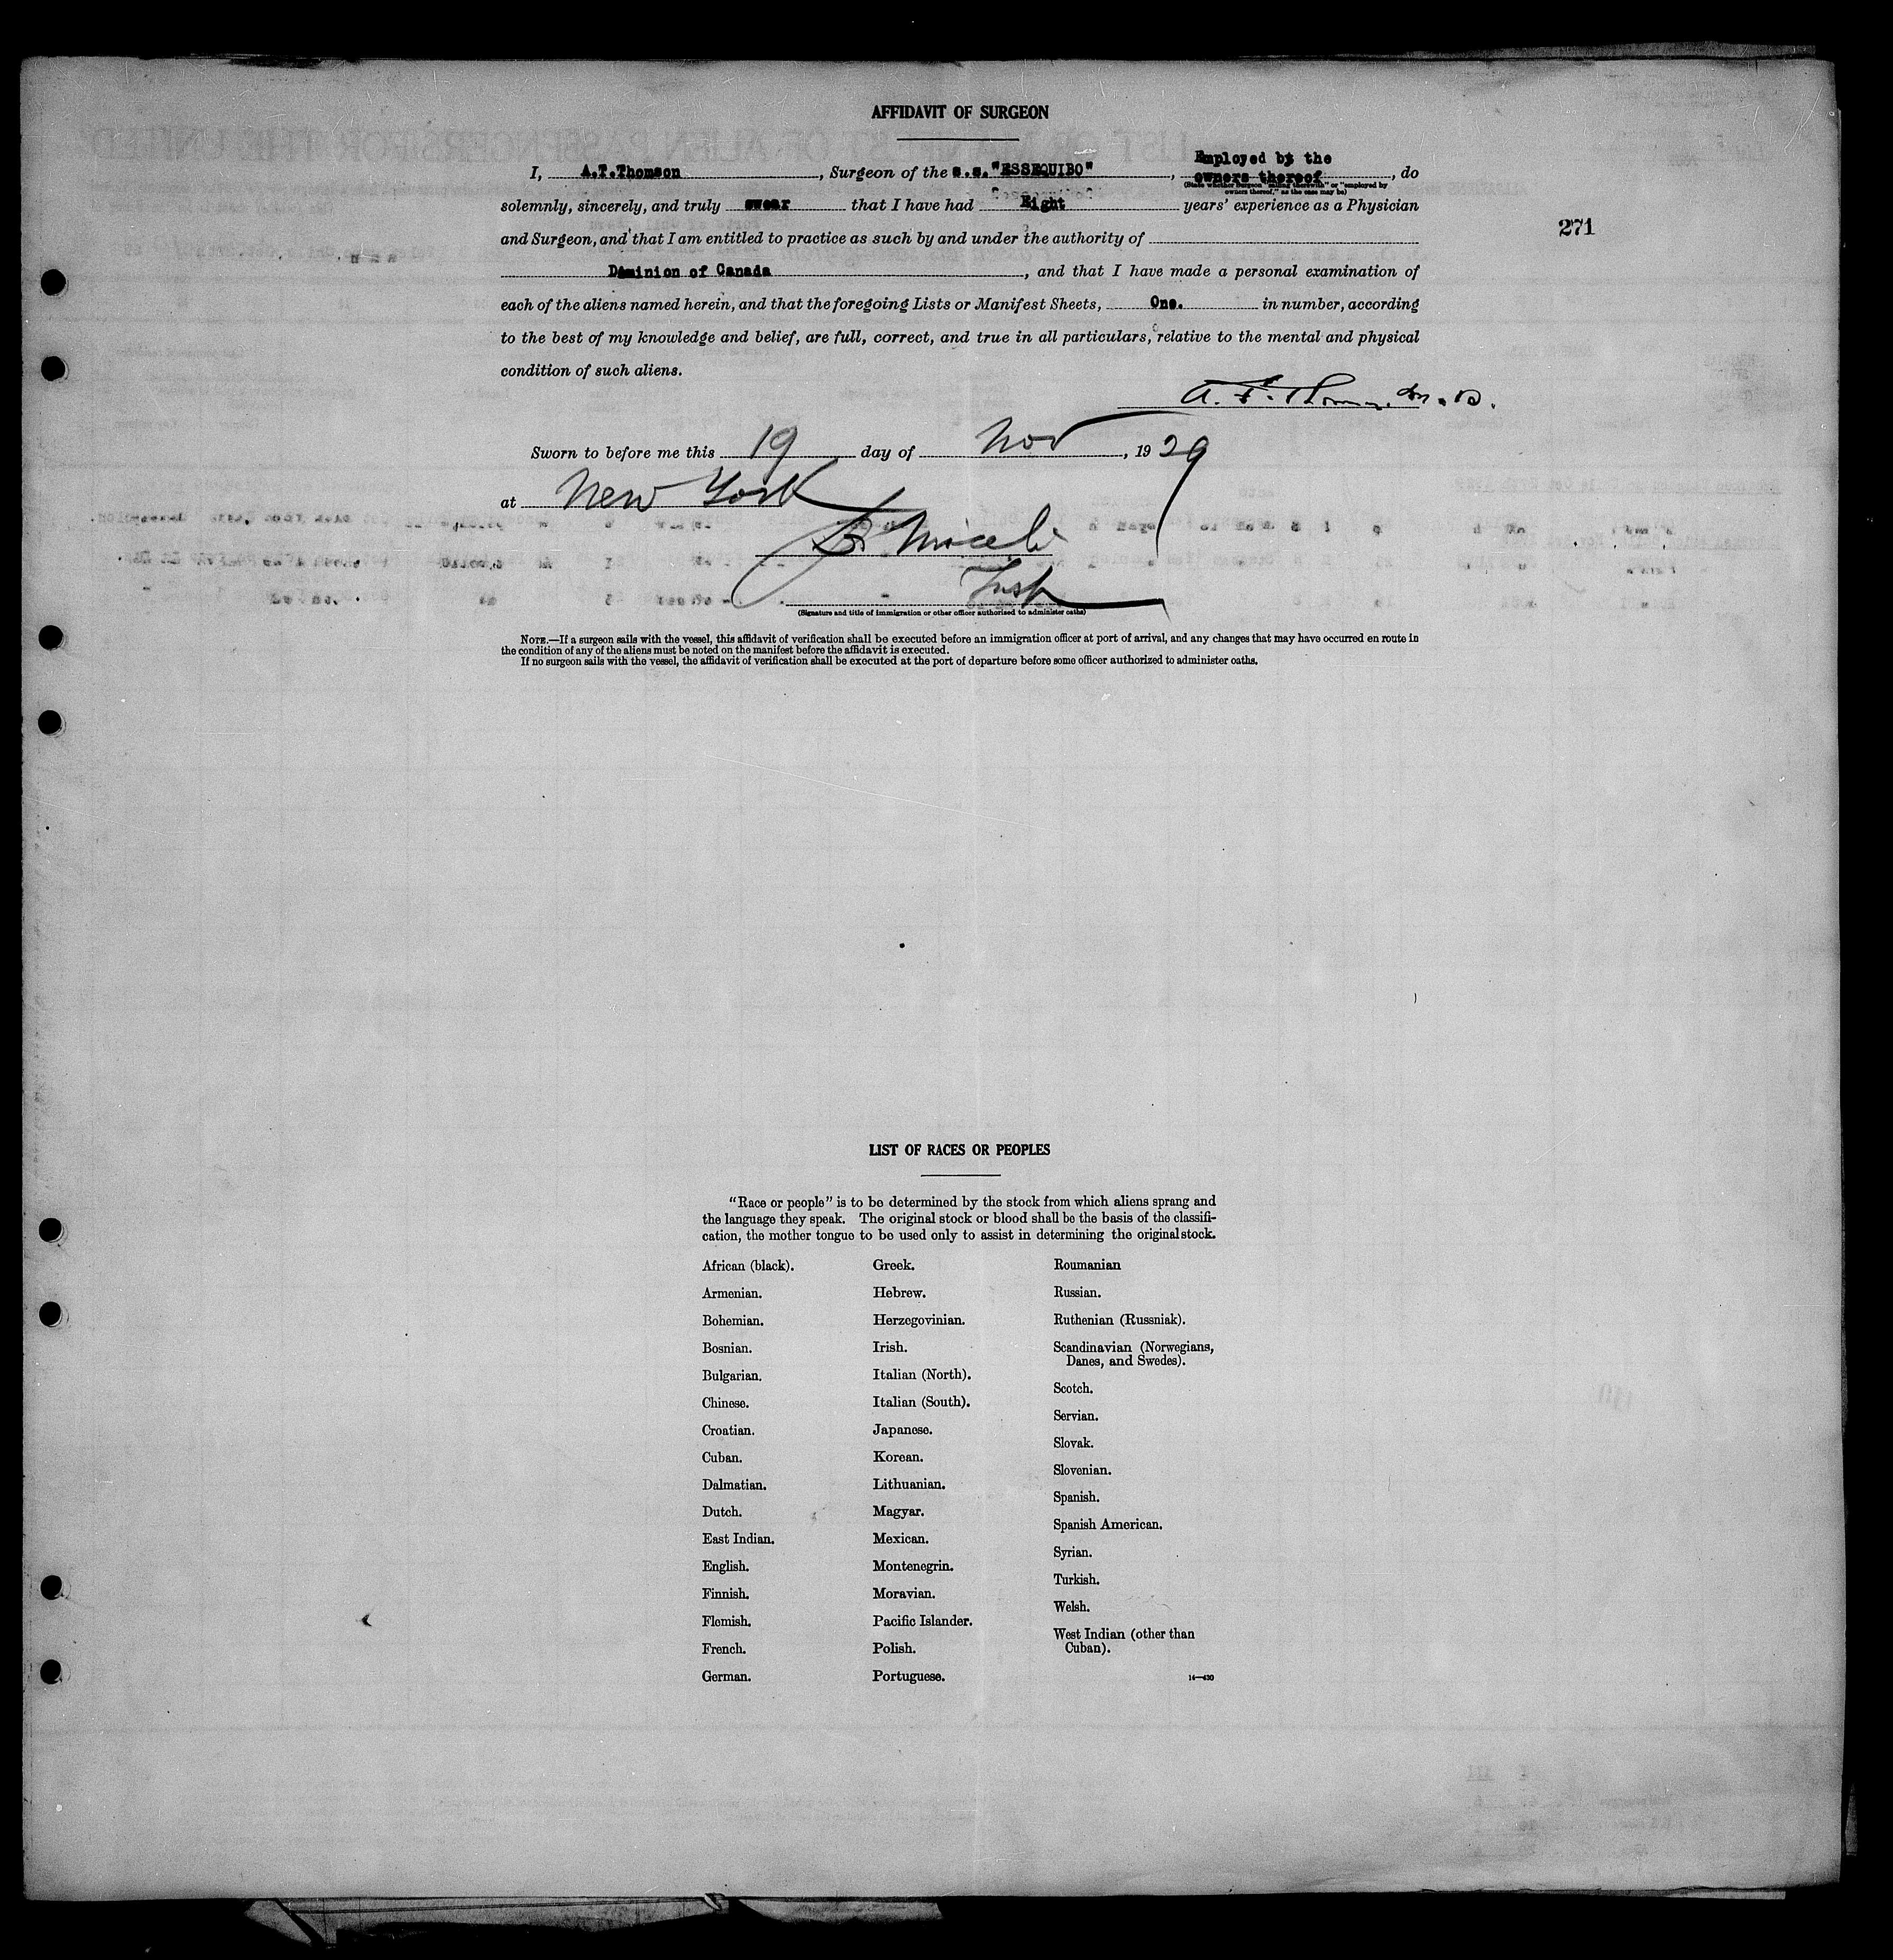 AFFIDAVIT OF SURGEON
I, A.T.Thomson, Surgeon of the s.s. "ESSEQUIBO", Employed by the owners thereof, do
(State whether Surgeon "sailing therewith" or "employed by owners thereof," as the case may be)
solemnly, sincerely, and truly swear that I have had Eight years' experience as a Physician
271
and Surgeon, and that I am entitled to practice as such by and under the authority of
Dominion of Canada, and that I have made a personal examination of
each of the aliens named herein, and that the foregoing Lists or Manifest Sheets, One. in number, according
to the best of my knowledge and belief, are full, correct, and true in all particulars, relative to the mental and physical
condition of such aliens.
A. T. Thomson M.D.
Sworn to before me this 19 day of Nov, 1929
at New York
Insp
(Signature and title of immigration or other officer authorized to administer oaths)
NOTE.—If a surgeon sails with the vessel, this affidavit of verification shall be executed before an immigration officer at port of arrival, and any changes that may have occurred en route in
the condition of any of the aliens must be noted on the manifest before the affidavit is executed.
If no surgeon sails with the vessel, the affidavit of verification shall be executed at the port of departure before some officer authorized to administer oaths.
LIST OF RACES OR PEOPLES
"Race or people" is to be determined by the stock from which aliens sprang and
the language they speak. The original stock or blood shall be the basis of the classifi-
cation, the mother tongue to be used only to assist in determining the original stock.
African (black).
Armenian.
Bohemian.
Bosnian.
Bulgarian.
Chinese.
Croatian.
Cuban.
Dalmatian.
Dutch.
East Indian.
English.
Finnish.
Flemish.
French.
German.
Greek.
Hebrew.
Herzegovinian.
Irish.
Italian (North).
Italian (South).
Japanese.
Korean.
Lithuanian.
Magyar.
Mexican.
Montenegrin.
Moravian.
Pacific Islander.
Polish.
Portuguese.
Roumanian
Russian.
Ruthenian (Russniak).
Scandinavian (Norwegians,
Danes, and Swedes).
Scotch.
Servian.
Slovak.
Slovenian.
Spanish.
Spanish American.
Syrian.
Turkish.
Welsh.
West Indian (other than
Cuban).
14—430